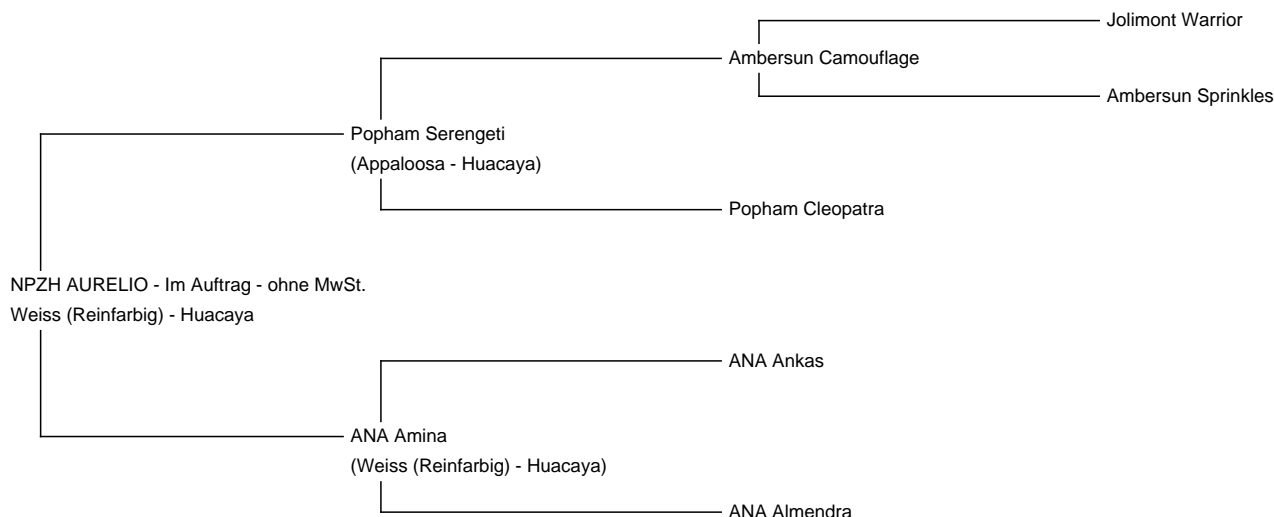 Jolimont Warrior
Ambersun Camouflage
Ambersun Sprinkles
Popham Serengeti
(Appaloosa - Huacaya)
Popham Cleopatra
NPZH AURELIO - Im Auftrag - ohne MwSt.
Weiss (Reinfarbig) - Huacaya
ANA Ankas
ANA Amina
(Weiss (Reinfarbig) - Huacaya)
ANA Almendra